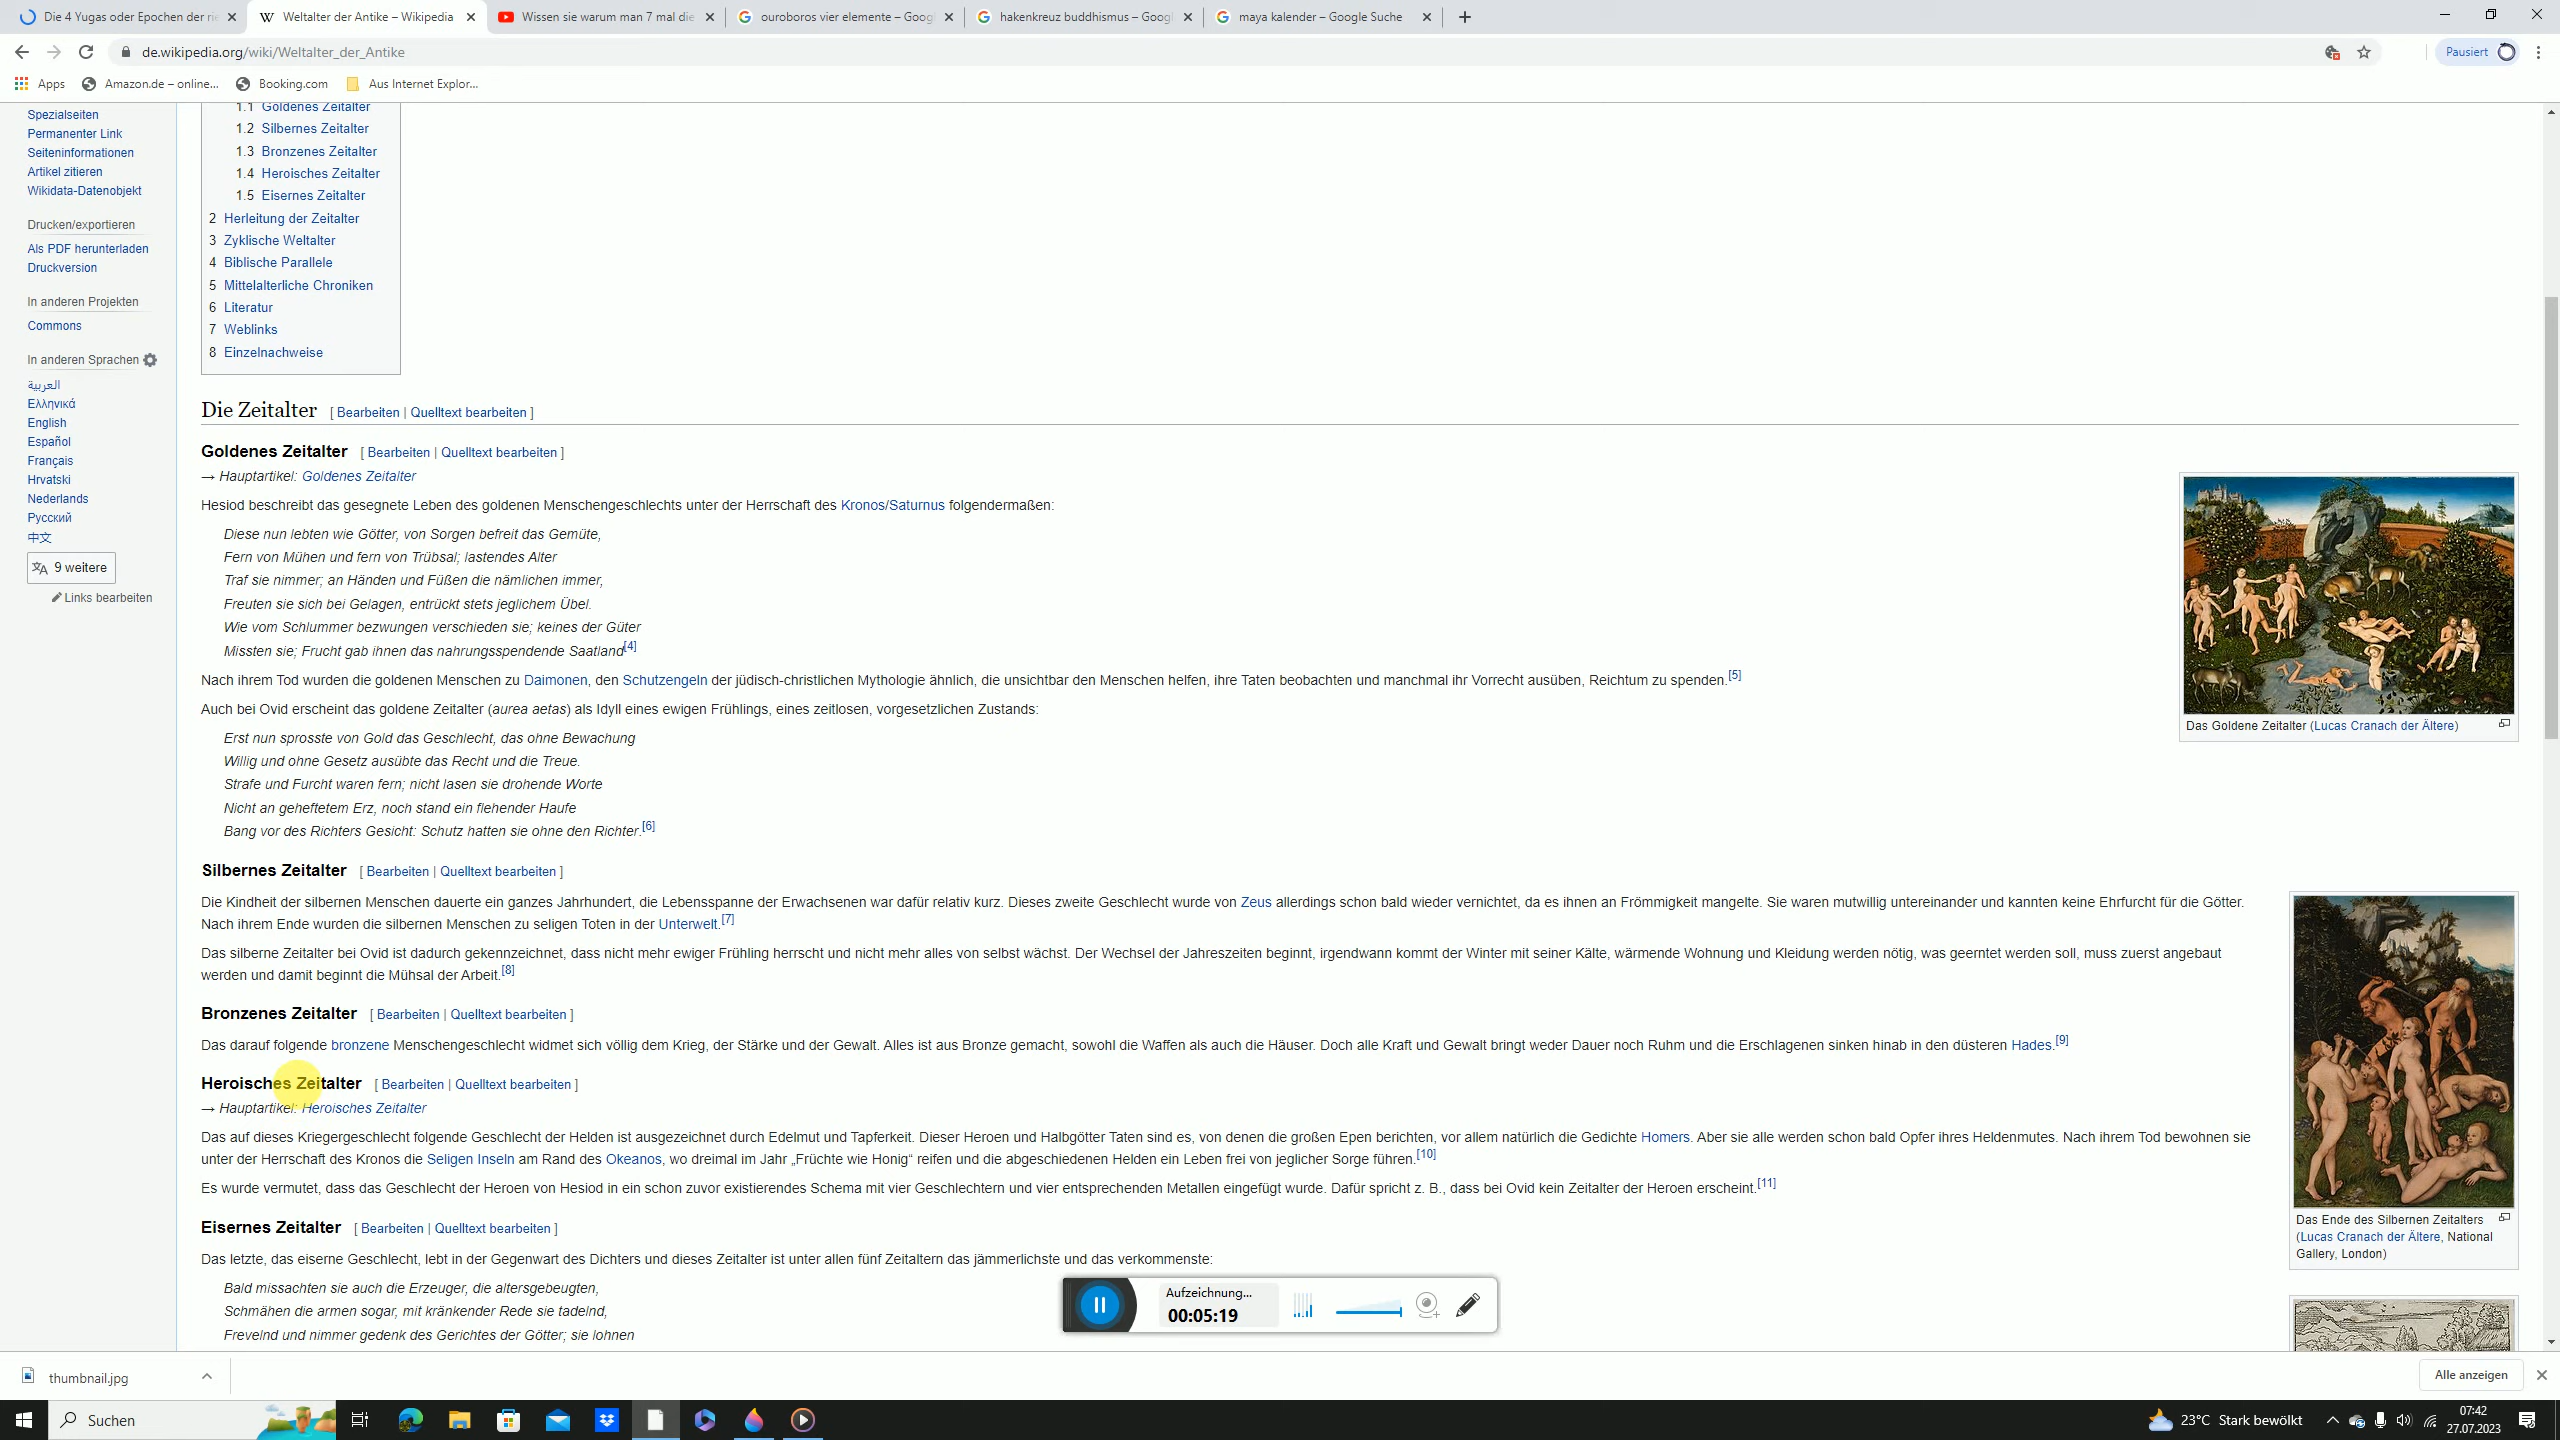 Die 4 Yugas oder Epochen der rie
Weltalter der Antike – Wikipedia
Wissen sie warum man 7 mal die
ouroboros vier elemente – Goog
hakenkreuz buddhismus – Googl
maya kalender – Google Suche
de.wikipedia.org/wiki/Weltalter_der_Antike
Pausiert
Apps
Amazon.de – online...
Booking.com
Aus Internet Explor...
Spezialseiten
Permanenter Link
Seiteninformationen
Artikel zitieren
Wikidata-Datenobjekt
Drucken/exportieren
Als PDF herunterladen
Druckversion
In anderen Projekten
Commons
In anderen Sprachen
العربية
Ελληνικά
English
Español
Français
Hrvatski
Nederlands
Русский
中文
9 weitere
Links bearbeiten
1.1 Goldenes Zeitalter
1.2 Silbernes Zeitalter
1.3 Bronzenes Zeitalter
1.4 Heroisches Zeitalter
1.5 Eisernes Zeitalter
2 Herleitung der Zeitalter
3 Zyklische Weltalter
4 Biblische Parallele
5 Mittelalterliche Chroniken
6 Literatur
7 Weblinks
8 Einzelnachweise
Die Zeitalter [ Bearbeiten | Quelltext bearbeiten ]
Goldenes Zeitalter [ Bearbeiten | Quelltext bearbeiten ]
→ Hauptartikel: Goldenes Zeitalter
Hesiod beschreibt das gesegnete Leben des goldenen Menschengeschlechts unter der Herrschaft des Kronos/Saturnus folgendermaßen:
Diese nun lebten wie Götter, von Sorgen befreit das Gemüte,
Fern von Mühen und fern von Trübsal; lastendes Alter
Traf sie nimmer; an Händen und Füßen die nämlichen immer,
Freuten sie sich bei Gelagen, entrückt stets jeglichem Übel.
Wie vom Schlummer bezwungen verschieden sie; keines der Güter
Missten sie; Frucht gab ihnen das nahrungsspendende Saatland[4]
Nach ihrem Tod wurden die goldenen Menschen zu Daimonen, den Schutzengeln der jüdisch-christlichen Mythologie ähnlich, die unsichtbar den Menschen helfen, ihre Taten beobachten und manchmal ihr Vorrecht ausüben, Reichtum zu spenden.[5]
Auch bei Ovid erscheint das goldene Zeitalter (aurea aetas) als Idyll eines ewigen Frühlings, eines zeitlosen, vorgesetzlichen Zustands:
Erst nun sprosste von Gold das Geschlecht, das ohne Bewachung
Willig und ohne Gesetz ausübte das Recht und die Treue.
Strafe und Furcht waren fern; nicht lasen sie drohende Worte
Nicht an geheftetem Erz, noch stand ein flehender Haufe
Bang vor des Richters Gesicht: Schutz hatten sie ohne den Richter.[6]
Das Goldene Zeitalter (Lucas Cranach der Ältere)
Silbernes Zeitalter [ Bearbeiten | Quelltext bearbeiten ]
Die Kindheit der silbernen Menschen dauerte ein ganzes Jahrhundert, die Lebensspanne der Erwachsenen war dafür relativ kurz. Dieses zweite Geschlecht wurde von Zeus allerdings schon bald wieder vernichtet, da es ihnen an Frömmigkeit mangelte. Sie waren mutwillig untereinander und kannten keine Ehrfurcht für die Götter.
Nach ihrem Ende wurden die silbernen Menschen zu seligen Toten in der Unterwelt.[7]
Das silberne Zeitalter bei Ovid ist dadurch gekennzeichnet, dass nicht mehr ewiger Frühling herrscht und nicht mehr alles von selbst wächst. Der Wechsel der Jahreszeiten beginnt, irgendwann kommt der Winter mit seiner Kälte, wärmende Wohnung und Kleidung werden nötig, was geerntet werden soll, muss zuerst angebaut
werden und damit beginnt die Mühsal der Arbeit.[8]
Bronzenes Zeitalter [ Bearbeiten | Quelltext bearbeiten ]
Das darauf folgende bronzene Menschengeschlecht widmet sich völlig dem Krieg, der Stärke und der Gewalt. Alles ist aus Bronze gemacht, sowohl die Waffen als auch die Häuser. Doch alle Kraft und Gewalt bringt weder Dauer noch Ruhm und die Erschlagenen sinken hinab in den düsteren Hades.[9]
Heroisches Zeitalter [ Bearbeiten | Quelltext bearbeiten ]
→ Hauptartikel: Heroisches Zeitalter
Das auf dieses Kriegergeschlecht folgende Geschlecht der Helden ist ausgezeichnet durch Edelmut und Tapferkeit. Dieser Heroen und Halbgötter Taten sind es, von denen die großen Epen berichten, vor allem natürlich die Gedichte Homers. Aber sie alle werden schon bald Opfer ihres Heldenmutes. Nach ihrem Tod bewohnen sie
unter der Herrschaft des Kronos die Seligen Inseln am Rand des Okeanos, wo dreimal im Jahr „Früchte wie Honig“ reifen und die abgeschiedenen Helden ein Leben frei von jeglicher Sorge führen.[10]
Es wurde vermutet, dass das Geschlecht der Heroen von Hesiod in ein schon zuvor existierendes Schema mit vier Geschlechtern und vier entsprechenden Metallen eingefügt wurde. Dafür spricht z. B., dass bei Ovid kein Zeitalter der Heroen erscheint.[11]
Das Ende des Silbernen Zeitalters
(Lucas Cranach der Ältere, National
Gallery, London)
Eisernes Zeitalter [ Bearbeiten | Quelltext bearbeiten ]
Das letzte, das eiserne Geschlecht, lebt in der Gegenwart des Dichters und dieses Zeitalter ist unter allen fünf Zeitaltern das jämmerlichste und das verkommenste:
Bald missachten sie auch die Erzeuger, die altersgebeugten,
Schmähen die armen sogar, mit kränkender Rede sie tadelnd,
Frevelnd und nimmer gedenk des Gerichtes der Götter; sie lohnen
Aufzeichnung...
00:05:19
thumbnail.jpg
Alle anzeigen
Suchen
23°C Stark bewölkt
07:42
27.07.2023